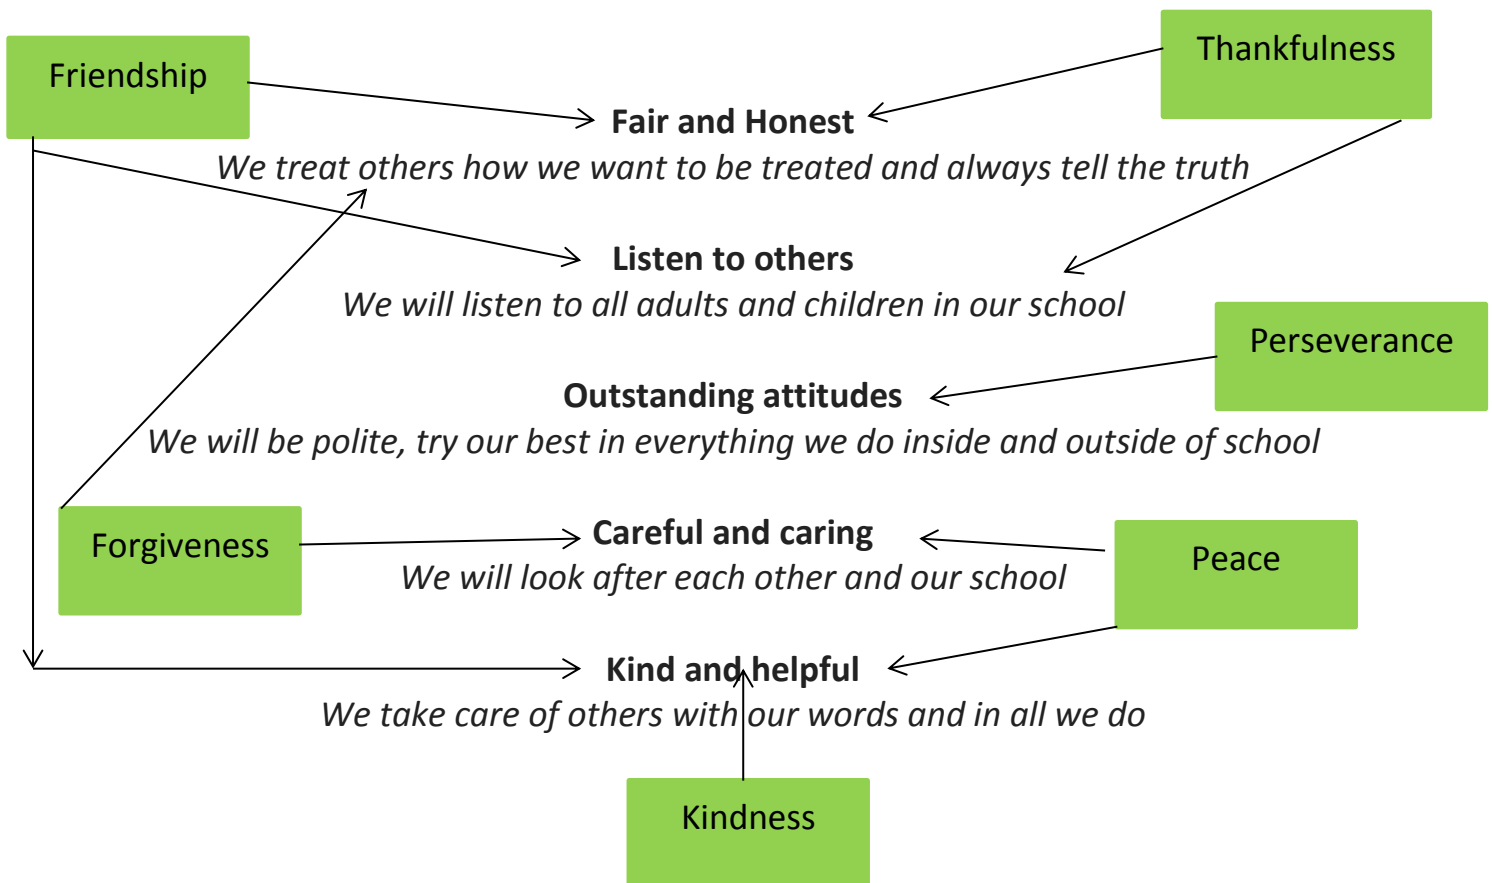 Thankfulness
Friendship
Fair and Honest
We treat others how we want to be treated and always tell the truth
Listen to others
We will listen to all adults and children in our school
Perseverance
Outstanding attitudes
We will be polite, try our best in everything we do inside and outside of school
Forgiveness
Careful and caring
Peace
We will look after each other and our school
Kind and helpful
We take care of others with our words and in all we do
Kindness